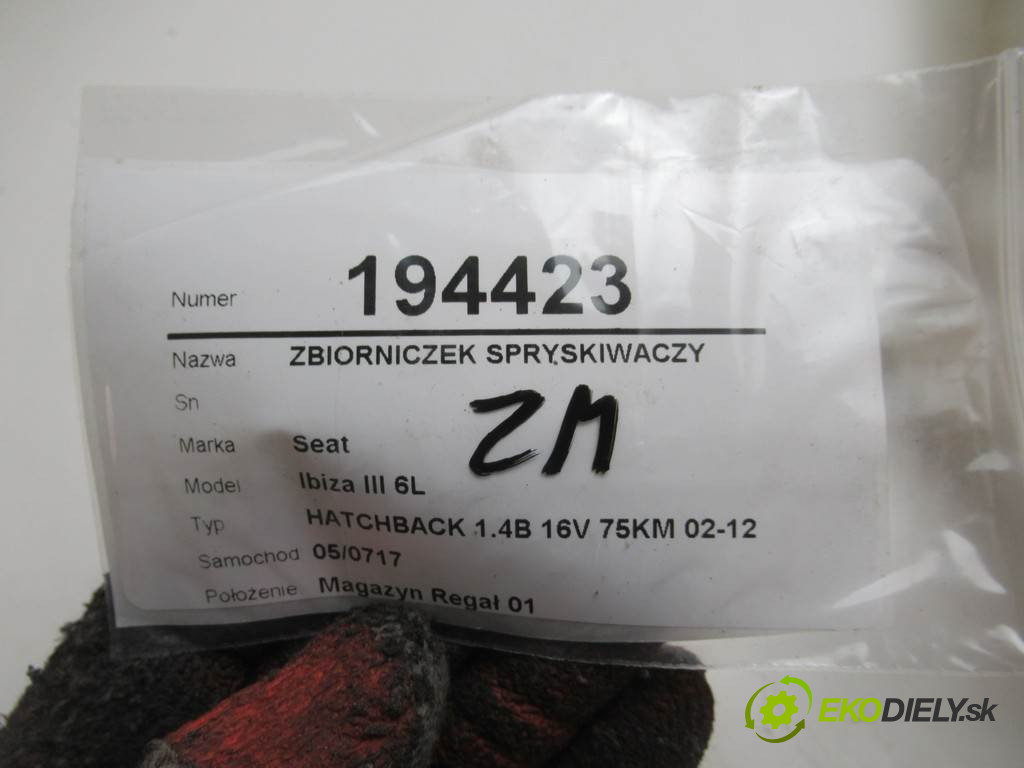 Numer 194423
Nazwa ZBIORNICZEK SPRYSKIWACZY
Sn
ZM
Marka Seat
Model Ibiza III 6L
Typ HATCHBACK 1.4B 16V 75KM 02-12
Samochod 05/0717
Położenie Magazyn Regał 01
EKODIELY.sk